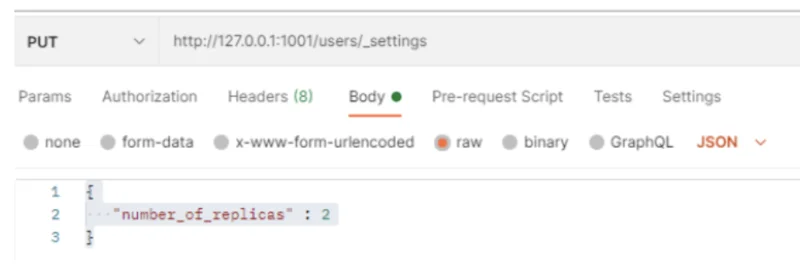 PUT http://127.0.0.1:1001/users/_settings
Params Authorization Headers (8) Body Pre-request Script Tests Settings
none form-data x-www-form-urlencoded raw binary GraphQL JSON
1 {
2 "number_of_replicas" : 2
3 }